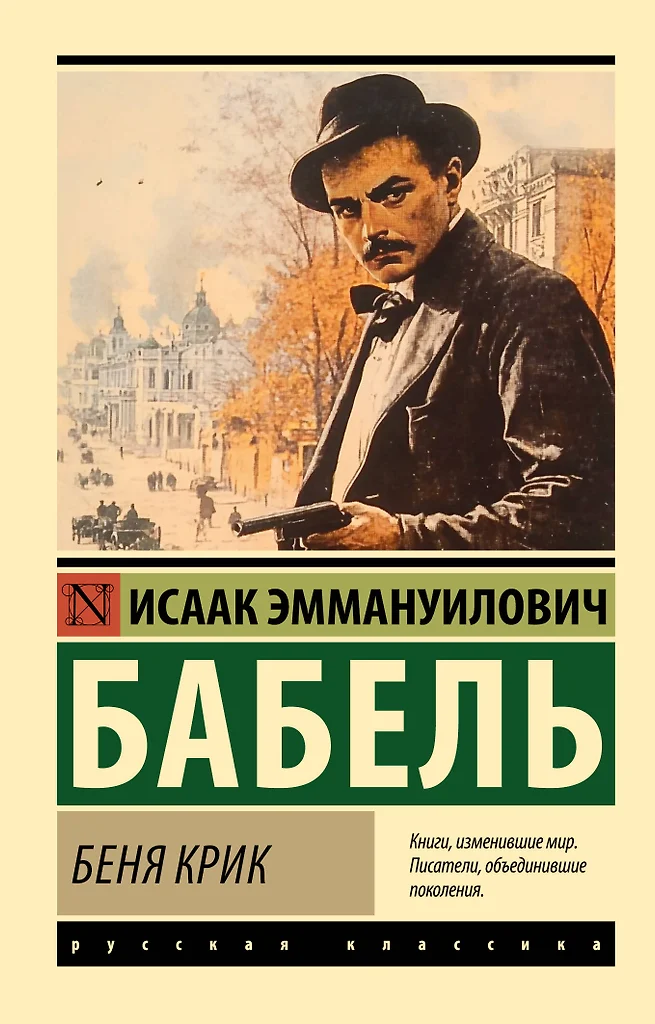 N ИСААК ЭММАНУИЛОВИЧ
БАБЕЛЬ
БЕНЯ КРИК
Книги, изменившие мир.
Писатели, объединившие
поколения.
русская классика